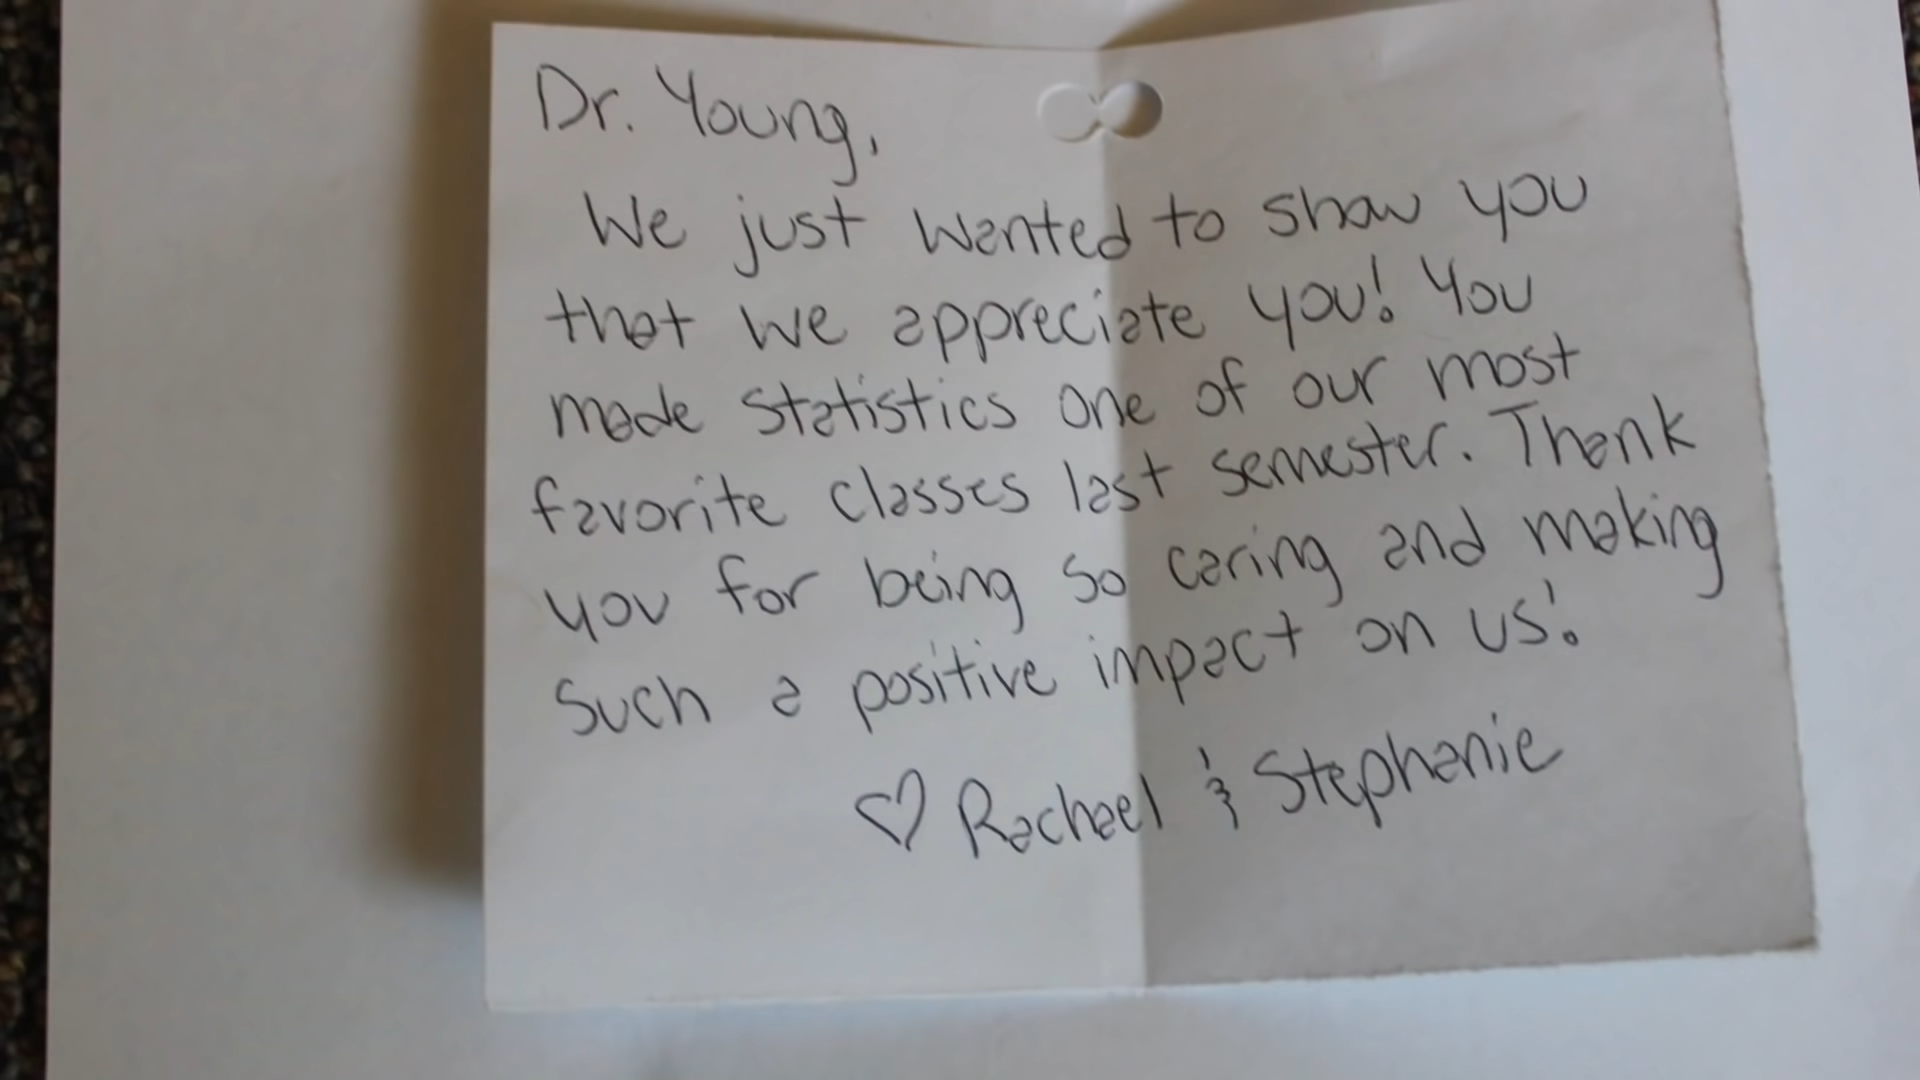 Dr. Young,
We just wanted to show you
that we appreciate you! You
made statistics one of our most
favorite classes last semester. Thank
you for being so caring and making
such a positive impact on us!
♡ Rachael & Stephanie